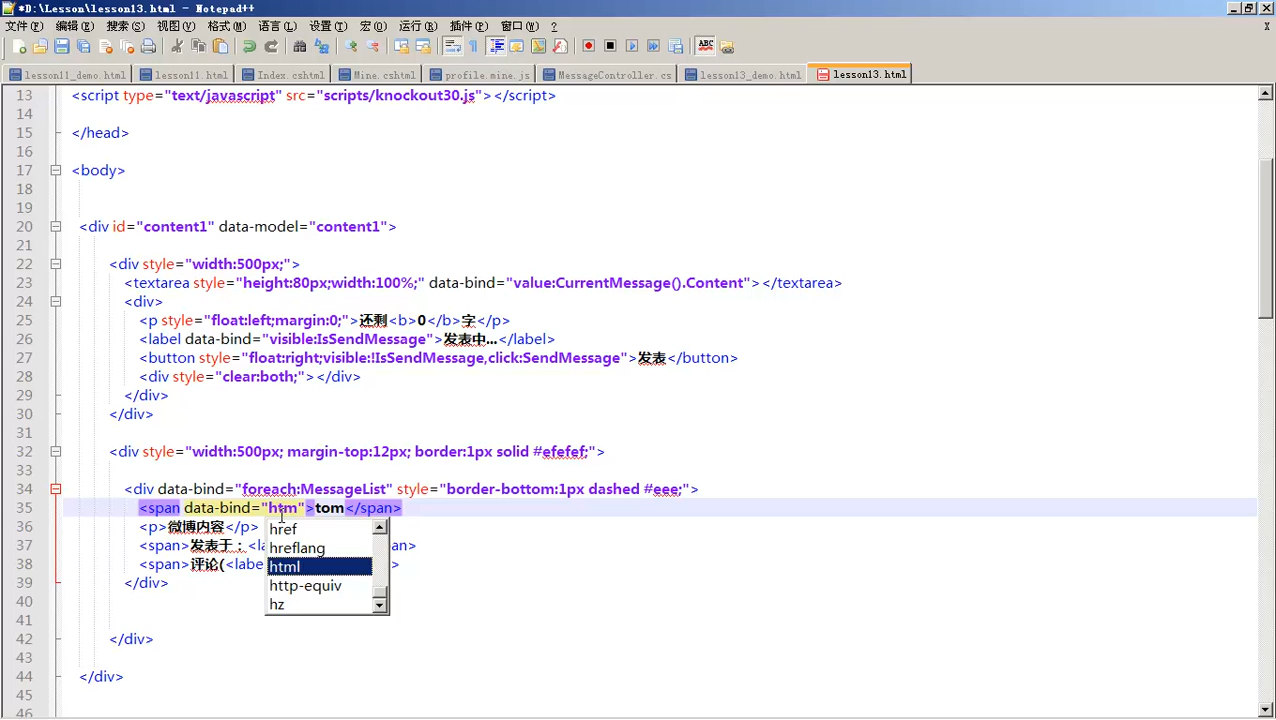 *D:\Lesson\lesson13.html - Notepad++
文件(F) 编辑(E) 搜索(S) 视图(V) 格式(M) 语言(L) 设置(T) 宏(O) 运行(R) 插件(P) 窗口(W) ? X
lesson11_demo.html lesson11.html Index.cshtml Mine.cshtml profile.mine.js MessageController.cs lesson13_demo.html lesson13.html
13 <script type="text/javascript" src="scripts/knockout30.js"></script>
14
15 </head>
16
17 <body>
18
19
20 <div id="content1" data-model="content1">
21
22 <div style="width:500px;">
23 <textarea style="height:80px;width:100%;" data-bind="value:CurrentMessage().Content"></textarea>
24 <div>
25 <p style="float:left;margin:0;">还剩<b>0</b>字</p>
26 <label data-bind="visible:IsSendMessage">发表中...</label>
27 <button style="float:right;visible:!IsSendMessage,click:SendMessage">发表</button>
28 <div style="clear:both;"></div>
29 </div>
30 </div>
31
32 <div style="width:500px; margin-top:12px; border:1px solid #efefef;">
33
34 <div data-bind="foreach:MessageList" style="border-bottom:1px dashed #eee;">
35 <span data-bind="htm">tom</span>
36 <p>微博内容</p>
37 <span>发表于：<la an>
38 <span>评论(<labe >
39 </div>
40
41
42 </div>
43
44 </div>
45
46
href
hreflang
html
http-equiv
hz